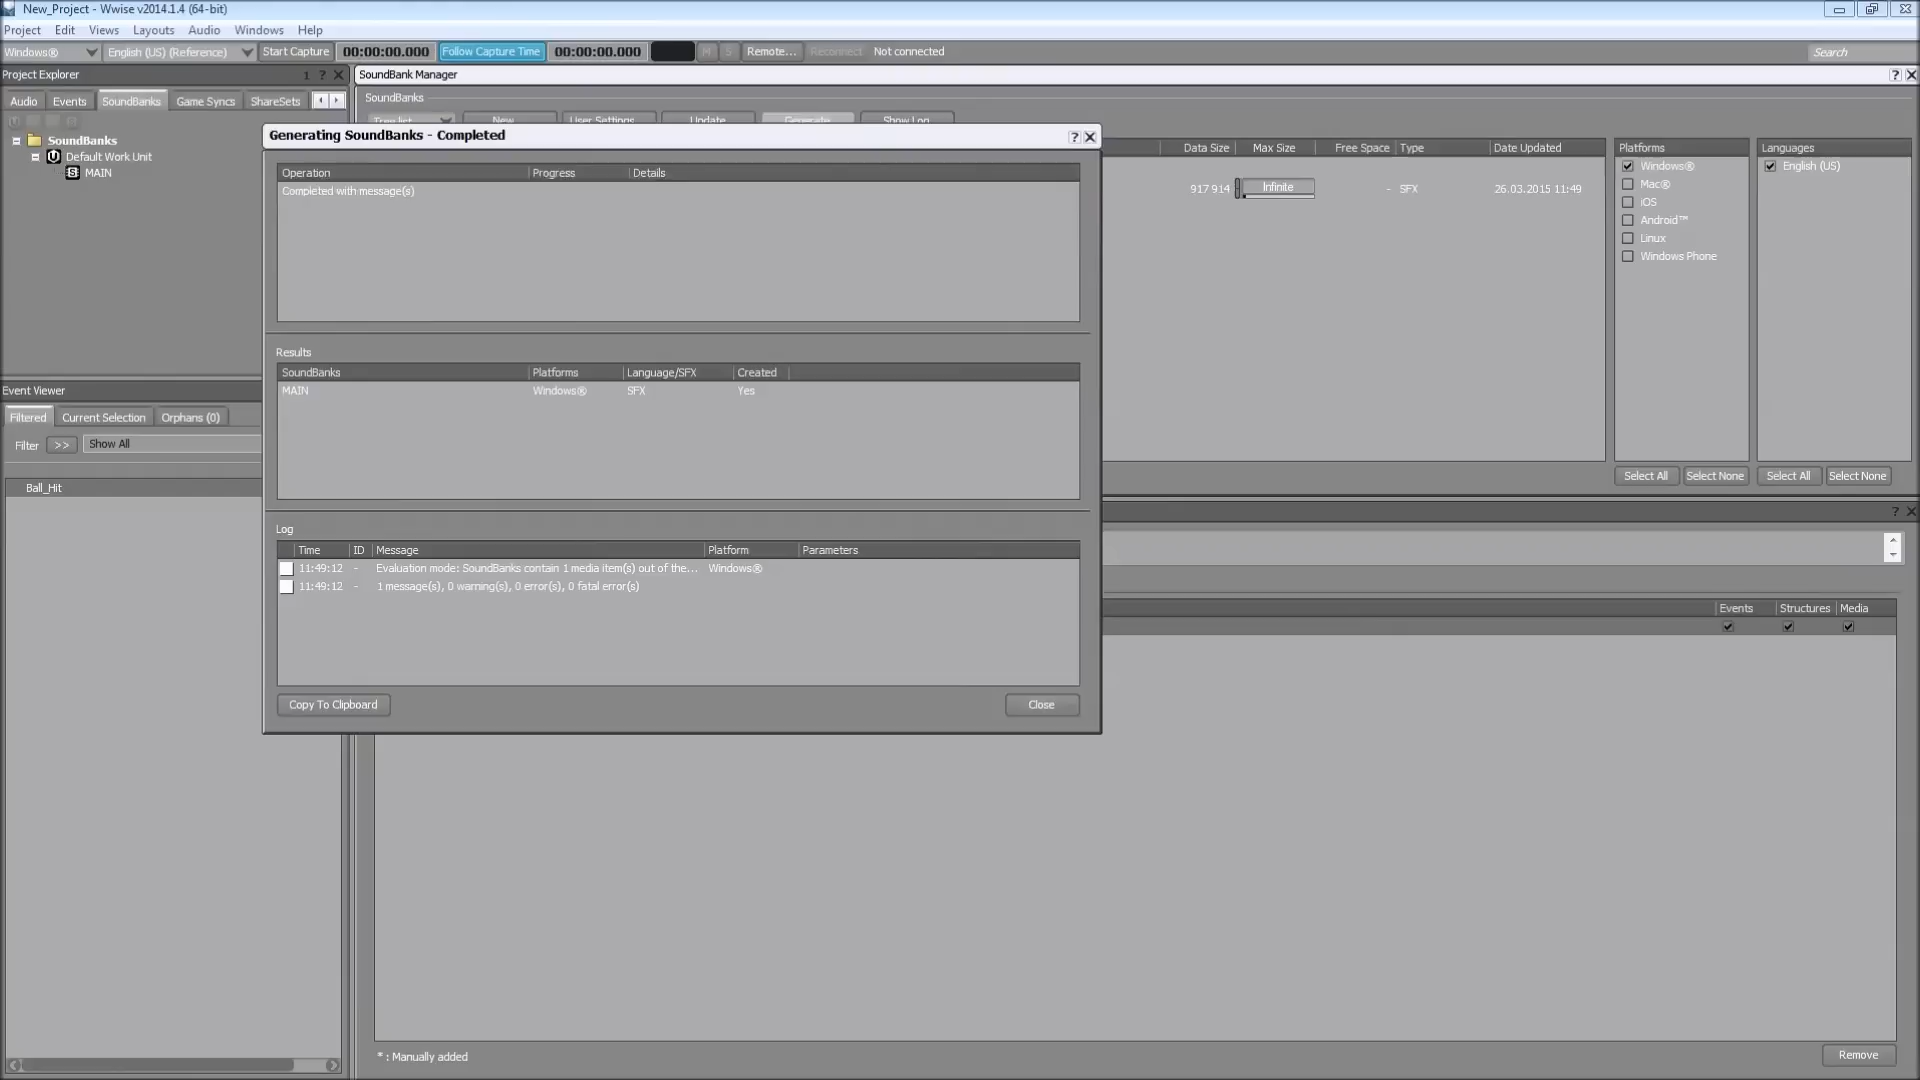 New_Project - Wwise v2014.1.4 (64-bit)
Project Edit Views Layouts Audio Windows Help
Windows® English (US) (Reference) Start Capture 00:00:00.000 Follow Capture Time 00:00:00.000 M S Remote... Reconnect Not connected Search
Project Explorer 1 ?
SoundBank Manager ?
Audio Events SoundBanks Game Syncs ShareSets
SoundBanks
Default Work Unit
MAIN
SoundBanks
Tree list New User Settings Update Generate Show Log
Data Size Max Size Free Space Type Date Updated
917 914 Infinite - SFX 26.03.2015 11:49
Platforms
Windows®
Mac®
iOS
Android™
Linux
Windows Phone
Select All Select None
Languages
English (US)
Select All Select None
Generating SoundBanks - Completed ?
Operation Progress Details
Completed with message(s)
Results
SoundBanks Platforms Language/SFX Created
MAIN Windows® SFX Yes
Log
Time ID Message Platform Parameters
11:49:12 - Evaluation mode: SoundBanks contain 1 media item(s) out of the... Windows®
11:49:12 - 1 message(s), 0 warning(s), 0 error(s), 0 fatal error(s)
Copy To Clipboard Close
Event Viewer
Filtered Current Selection Orphans (0)
Filter >> Show All
Ball_Hit
?
Events Structures Media
* : Manually added
Remove